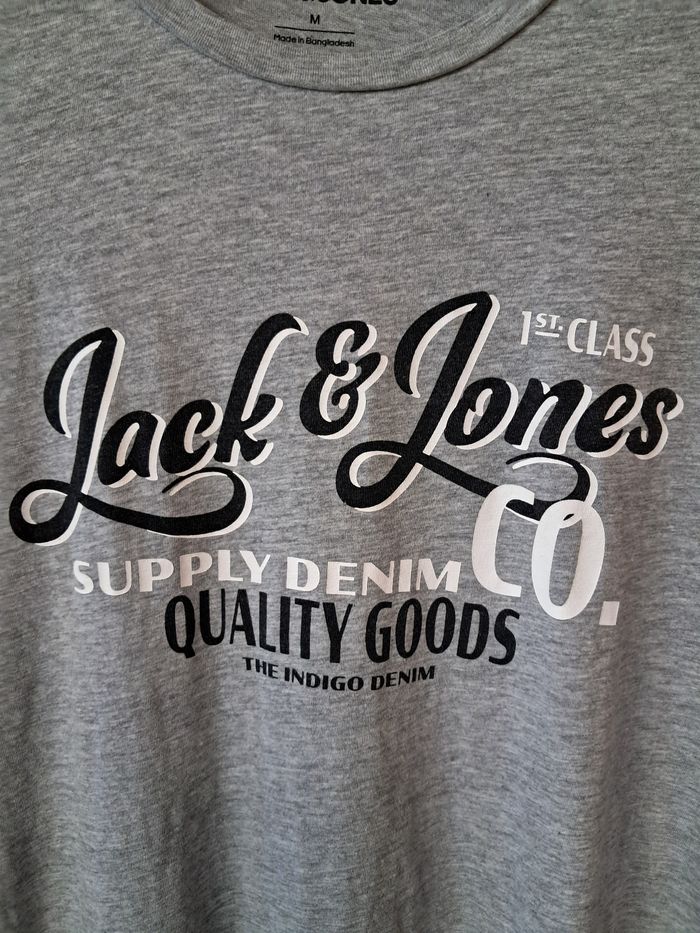 M
Made in Bangladesh
1ST. CLASS
Jack & Jones
CO.
SUPPLY DENIM
QUALITY GOODS
THE INDIGO DENIM